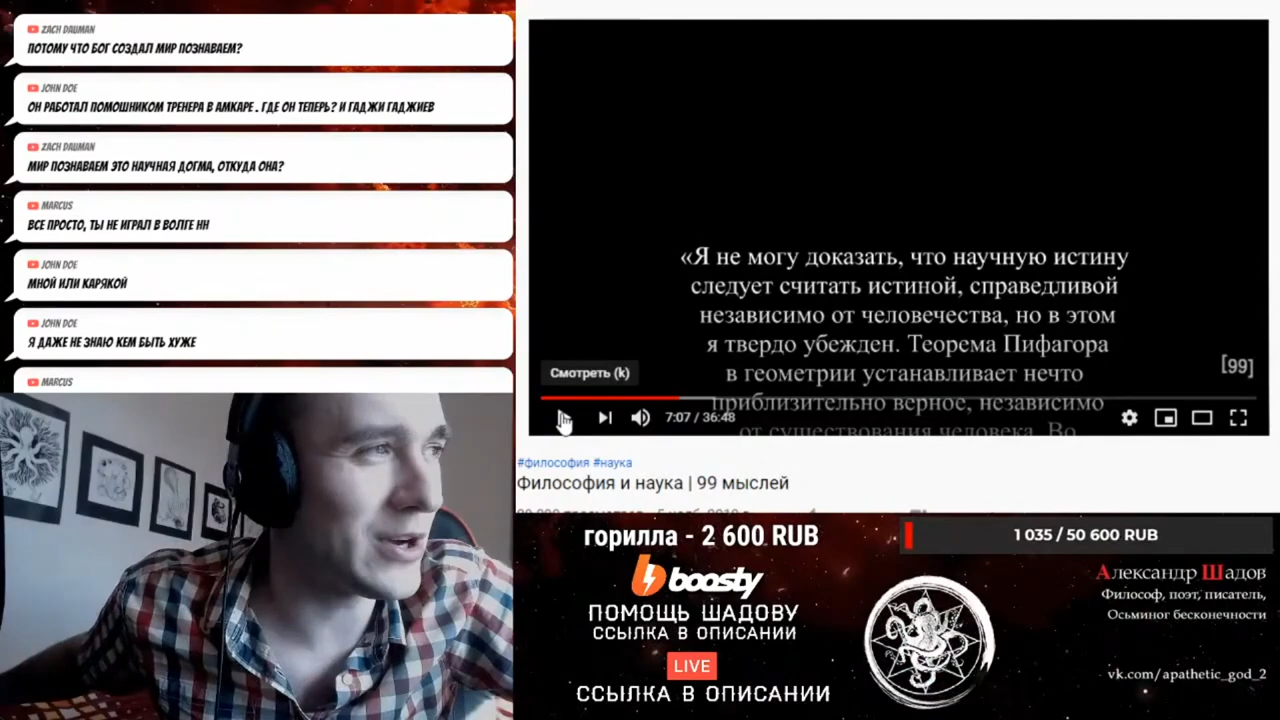 ZACH DAUMAN
ПОТОМУ ЧТО БОГ СОЗДАЛ МИР ПОЗНАВАЕМ?
JOHN DOE
ОН РАБОТАЛ ПОМОШНИКОМ ТРЕНЕРА В АМКАРЕ . ГДЕ ОН ТЕПЕРЬ? И ГАДЖИ ГАДЖИЕВ
ZACH DAUMAN
МИР ПОЗНАВАЕМ ЭТО НАУЧНАЯ ДОГМА, ОТКУДА ОНА?
MARCUS
ВСЕ ПРОСТО, ТЫ НЕ ИГРАЛ В ВОЛГЕ НН
JOHN DOE
МНОЙ ИЛИ КАРЯКОЙ
JOHN DOE
Я ДАЖЕ НЕ ЗНАЮ КЕМ БЫТЬ ХУЖЕ
MARCUS
«Я не могу доказать, что научную истину
следует считать истиной, справедливой
независимо от человечества, но в этом
я твердо убежден. Теорема Пифагора
в геометрии устанавливает нечто
приблизительно верное, независимо
от существования человека. Во
[99]
Смотреть (k)
7:07 / 36:48
#философия #наука
Философия и наука | 99 мыслей
горилла - 2 600 RUB
boosty
ПОМОЩЬ ШАДОВУ
ССЫЛКА В ОПИСАНИИ
LIVE
ССЫЛКА В ОПИСАНИИ
1 035 / 50 600 RUB
Александр Шадов
Философ, поэт, писатель,
Осьминог бесконечности
vk.com/apathetic_god_2